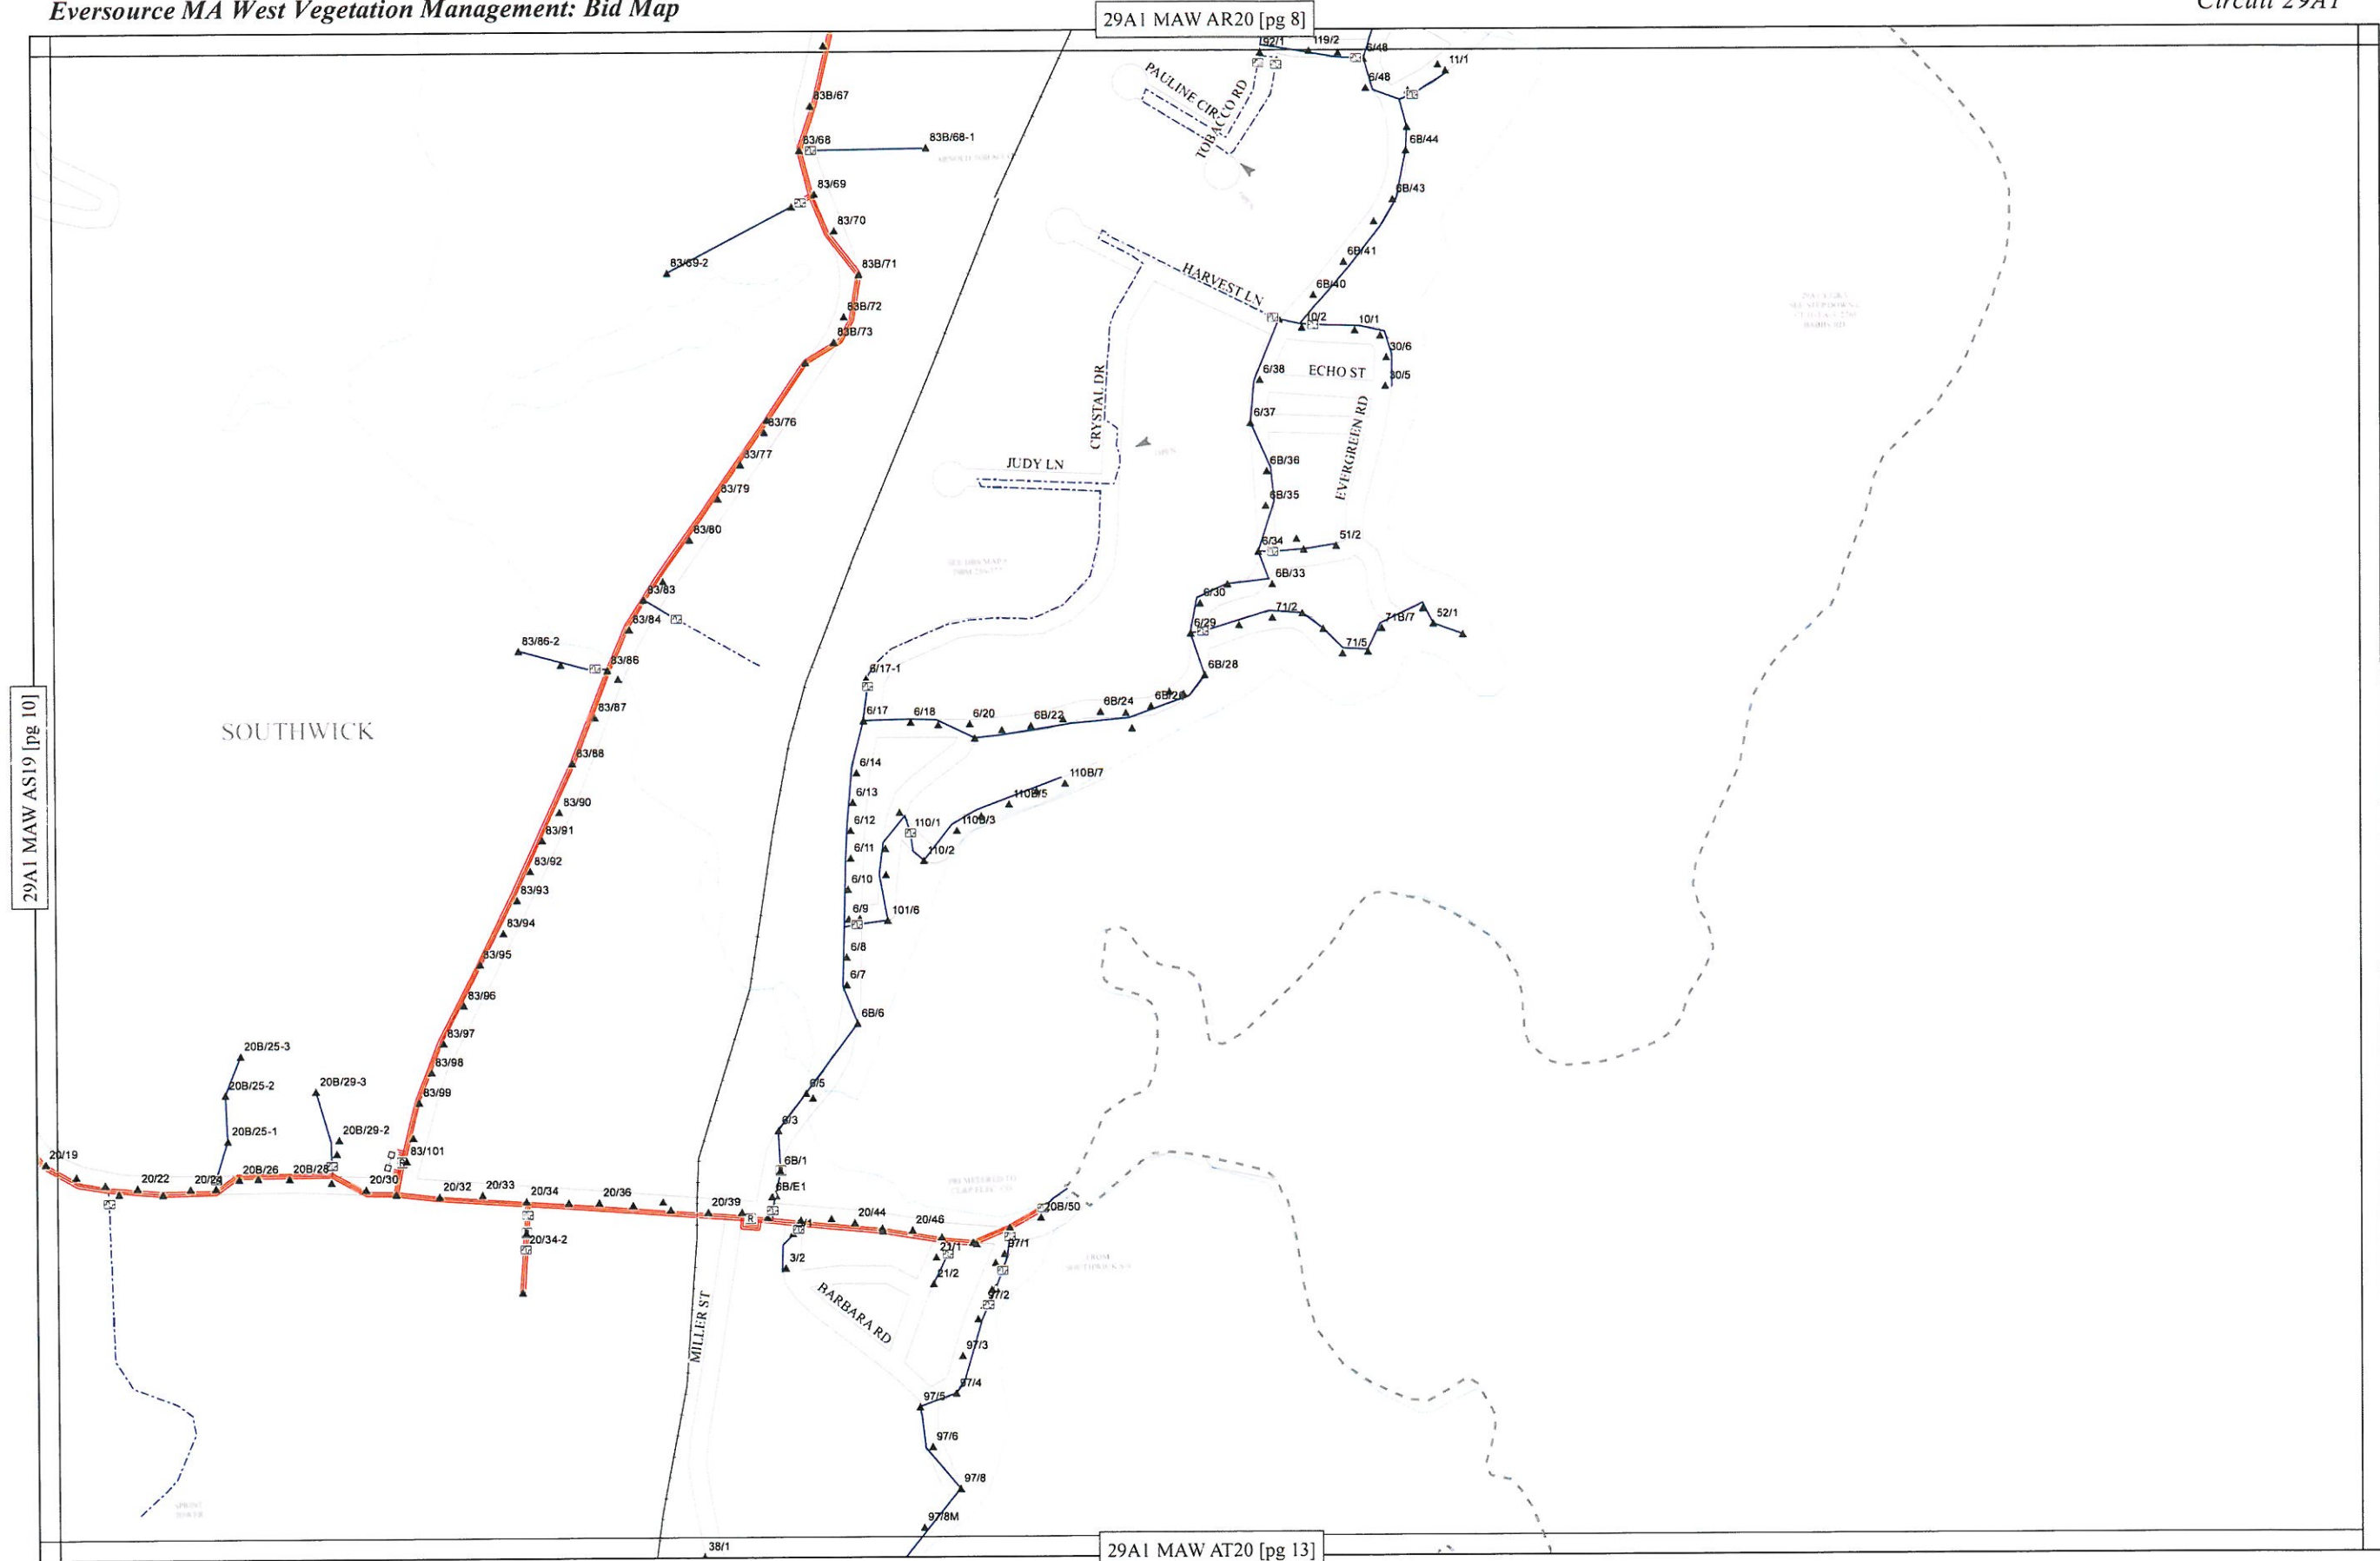 Eversource MA West Vegetation Management: Bid Map
29A1 MAW AR20 [pg 8]
Circuit 29A1
92/1
119/2
6/48
11/1
6/48
PAULINE CIR
TOBACCO RD
83B/67
83/68
83B/68-1
6B/44
83/69
6B/43
83/70
83/69-2
83B/71
6B/41
HARVEST LN
6B/40
83B/72
83B/73
10/2
10/1
30/6
6/38
ECHO ST
30/5
CRYSTAL DR
6/37
EVERGREEN RD
83/76
83/77
JUDY LN
6B/36
83/79
6B/35
OPEN
83/80
6/34
51/2
6B/33
83/83
6/30
83/84
71/2
71B/7
52/1
6/29
83/86-2
83/86
71/5
6/17-1
6B/28
29A1 MAW AS19 [pg 10]
SOUTHWICK
83/87
6/17
6/18
6/20
6B/22
6B/24
6B/26
83/88
6/14
110B/7
83/90
6/13
110B/5
83/91
6/12
110/1
110B/3
83/92
6/11
110/2
83/93
6/10
83/94
6/9
101/6
83/95
6/8
6/7
83/96
6B/6
83/97
20B/25-3
83/98
20B/25-2
20B/29-3
83/99
6/5
6/3
20B/25-1
20B/29-2
83/101
20/19
20/22
20/24
20B/26
20B/28
20/30
20/32
20/33
20/34
20/36
20/39
R
R
6B/1
6B/E1
3/1
20/44
20/46
20B/50
20/34-2
3/2
21/1
21/2
97/1
97/2
BARBARA RD
MILLER ST
97/3
97/4
97/5
97/6
97/8
97/8M
38/1
29A1 MAW AT20 [pg 13]